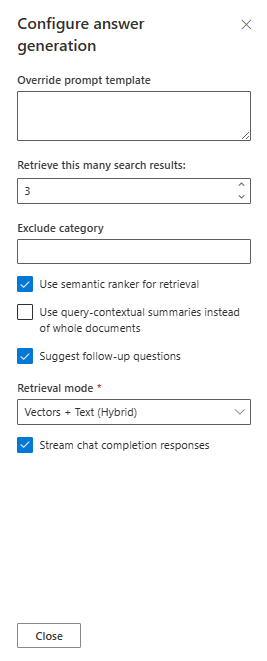 Configure answer
generation
Override prompt template
Retrieve this many search results:
3
Exclude category
Use semantic ranker for retrieval
Use query-contextual summaries instead
of whole documents
Suggest follow-up questions
Retrieval mode *
Vectors + Text (Hybrid)
Stream chat completion responses
Close